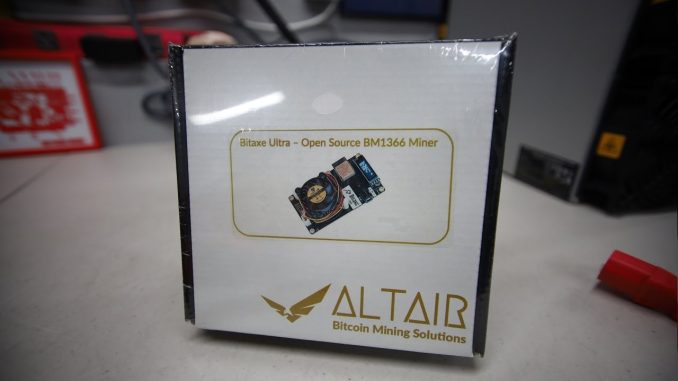 Bitaxe Ultra – Open Source BM1366 Miner
ALTAIR
Bitcoin Mining Solutions